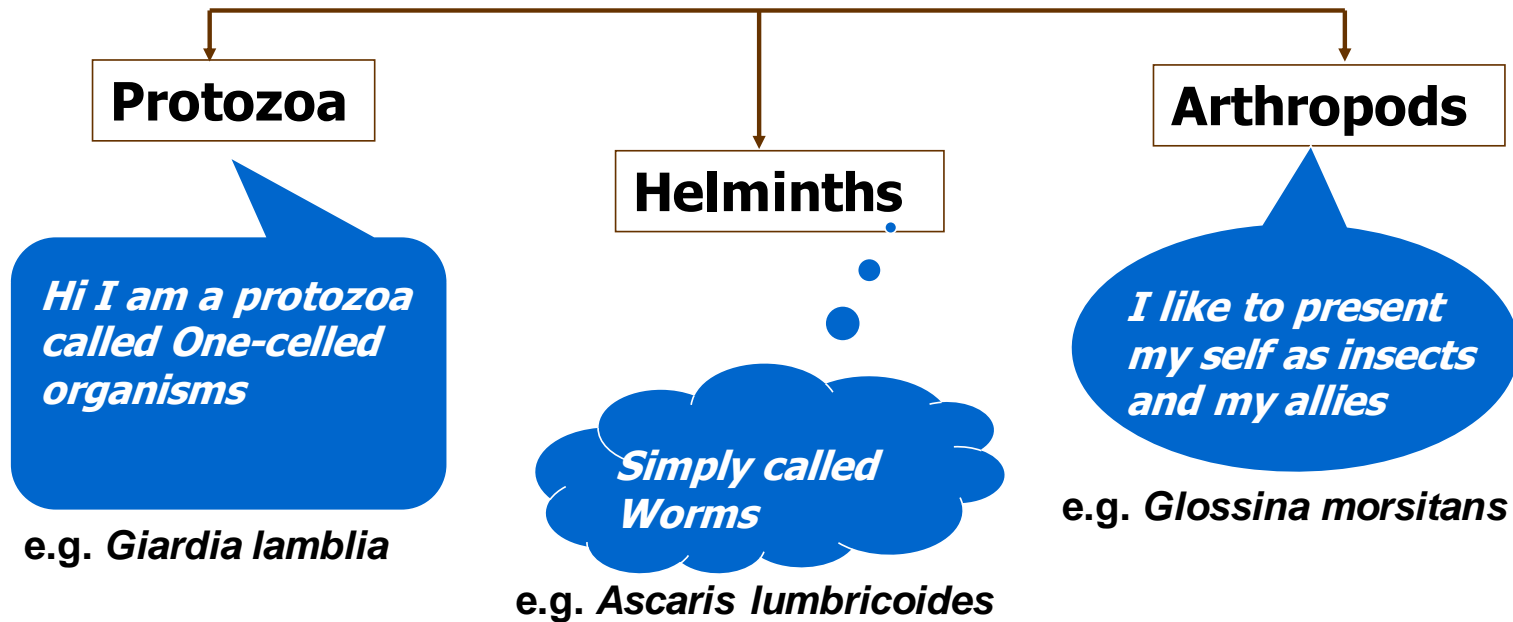 Protozoa
Hi I am a protozoa
called One-celled
organisms
e.g. Giardia lamblia
Helminths
Simply called
Worms
e.g. Ascaris lumbricoides
Arthropods
I like to present
my self as insects
and my allies
e.g. Glossina morsitans